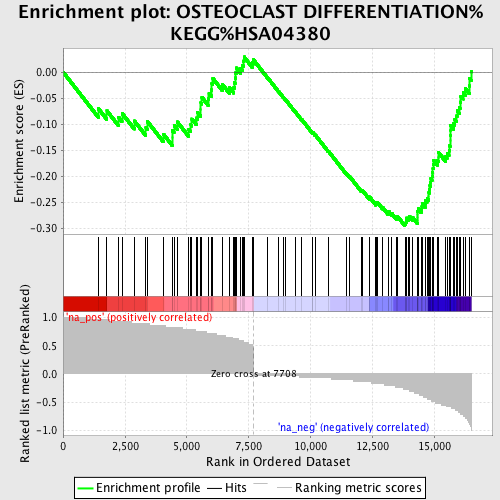 Enrichment plot: OSTEOCLAST DIFFERENTIATION%
KEGG%HSA04380
Enrichment score (ES)
0.00
-0.05
-0.10
-0.15
-0.20
-0.25
-0.30
'na_pos' (positively correlated)
Ranked list metric (PreRanked)
1.0
0.5
0.0
-0.5
-1.0
Zero cross at 7708
'na_neg' (negatively correlated)
0
2,500
5,000
7,500
10,000
12,500
15,000
Rank in Ordered Dataset
Enrichment profile
Hits
Ranking metric scores